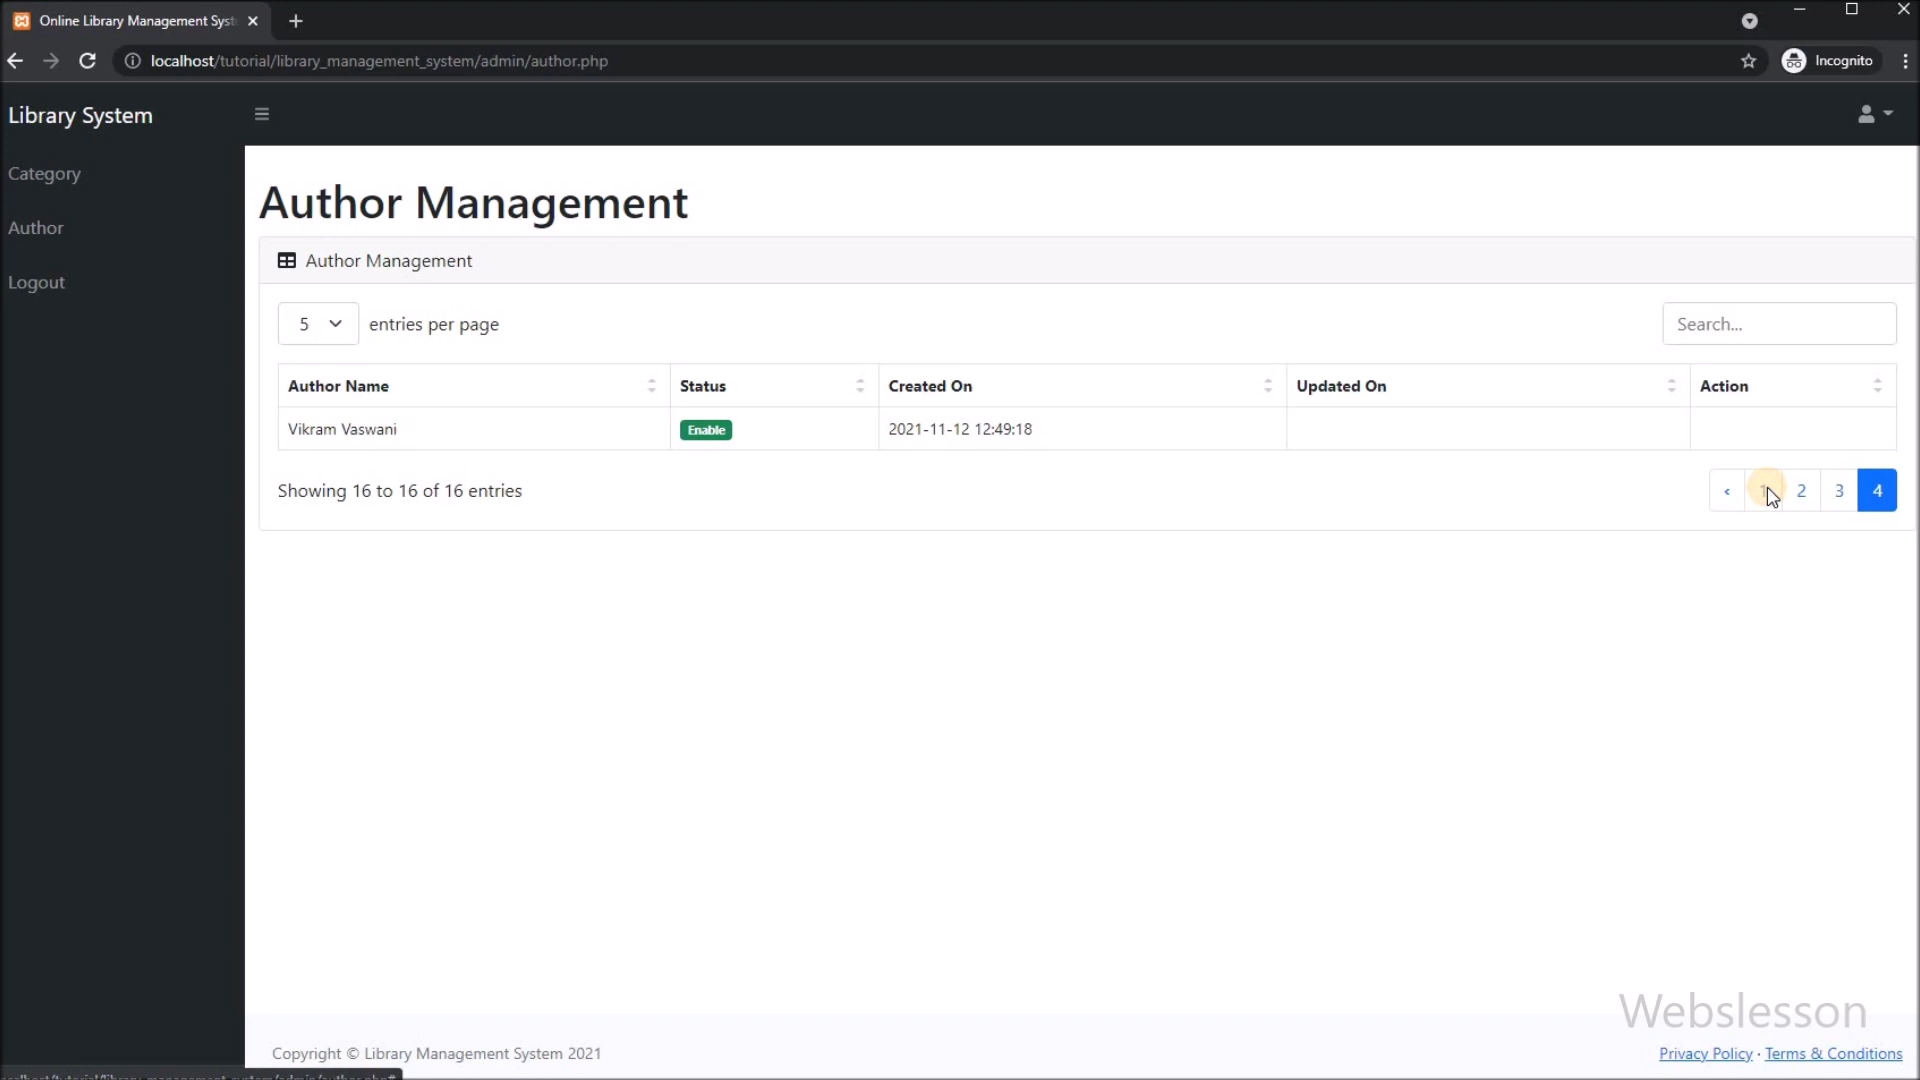 Online Library Management Syst
localhost/tutorial/library_management_system/admin/author.php
Incognito
Library System
Category
Author
Logout
Author Management
Author Management
5 entries per page
Search...
Author Name Status Created On Updated On Action
Vikram Vaswani Enable 2021-11-12 12:49:18
Showing 16 to 16 of 16 entries
‹ 1 2 3 4
Webslesson
Copyright © Library Management System 2021
Privacy Policy · Terms & Conditions